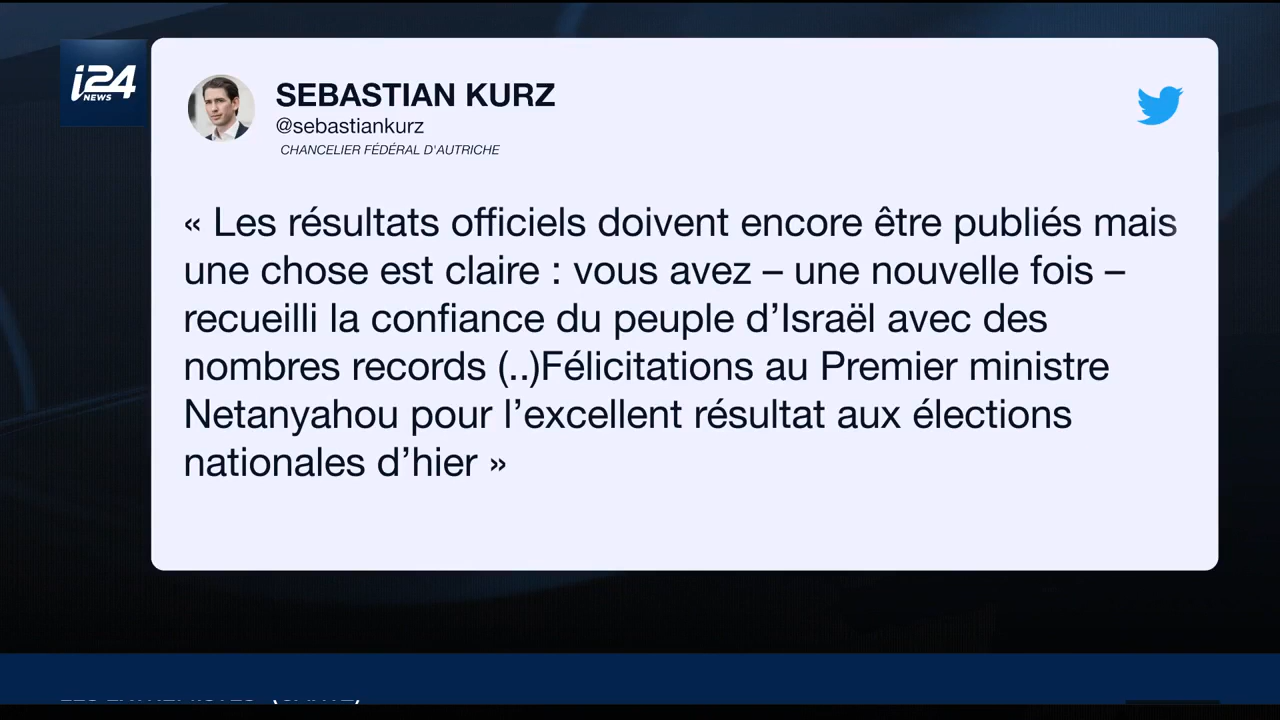 i24
NEWS
SEBASTIAN KURZ
@sebastiankurz
CHANCELIER FÉDÉRAL D'AUTRICHE
« Les résultats officiels doivent encore être publiés mais
une chose est claire : vous avez – une nouvelle fois –
recueilli la confiance du peuple d’Israël avec des
nombres records (..)Félicitations au Premier ministre
Netanyahou pour l’excellent résultat aux élections
nationales d’hier »